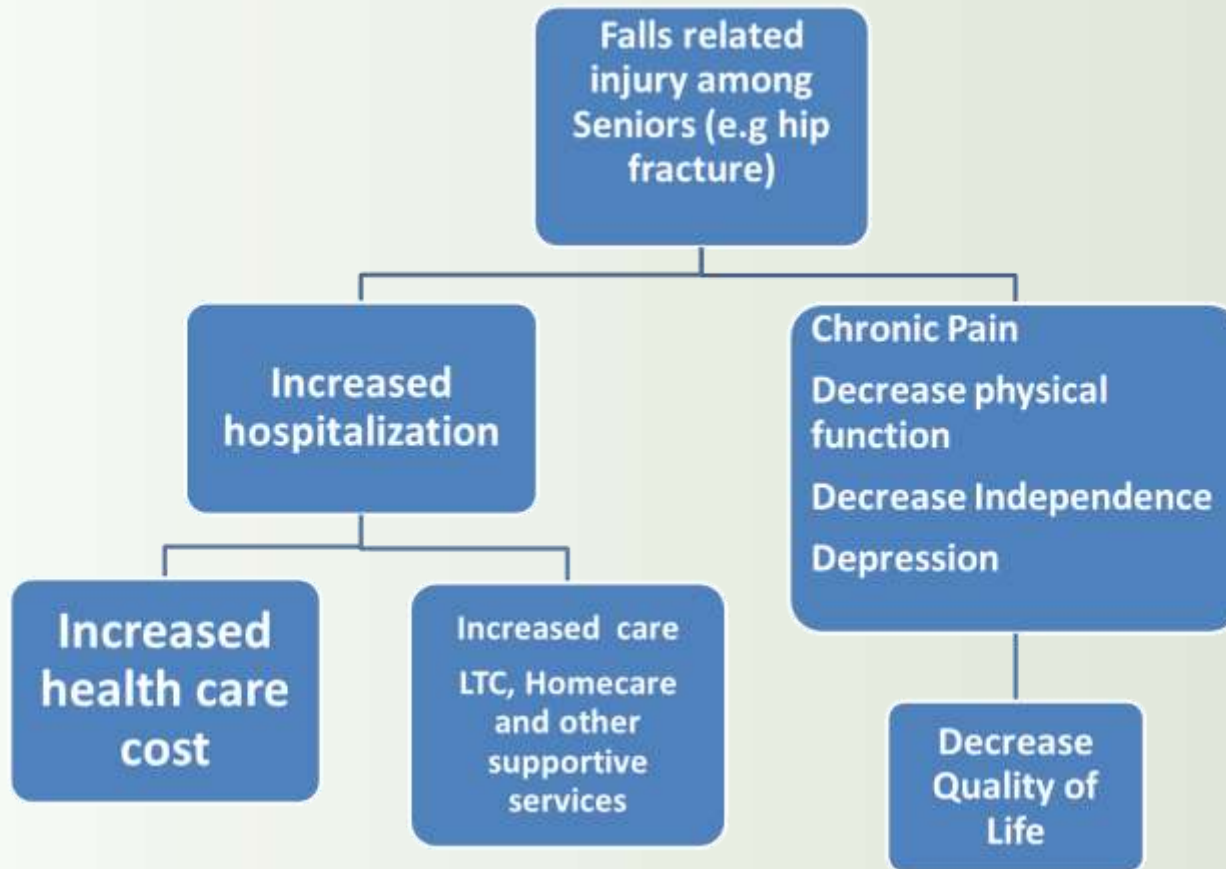 Falls related
injury among
Seniors (e.g hip
fracture)
Increased
hospitalization
Chronic Pain
Decrease physical
function
Decrease Independence
Depression
Increased
health care
cost
Increased care
LTC, Homecare
and other
supportive
services
Decrease
Quality of
Life